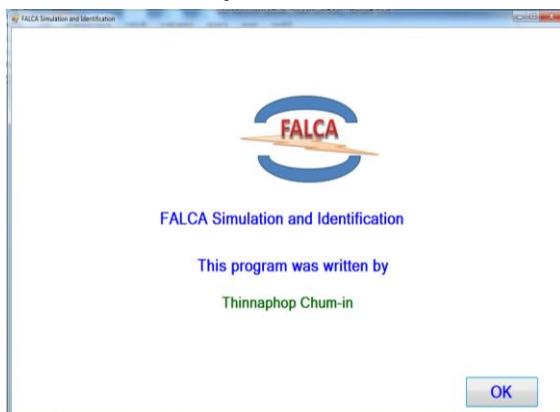 FALCA Simulation and Identification
FALCA
FALCA Simulation and Identification
This program was written by
Thinnaphop Chum-in
OK